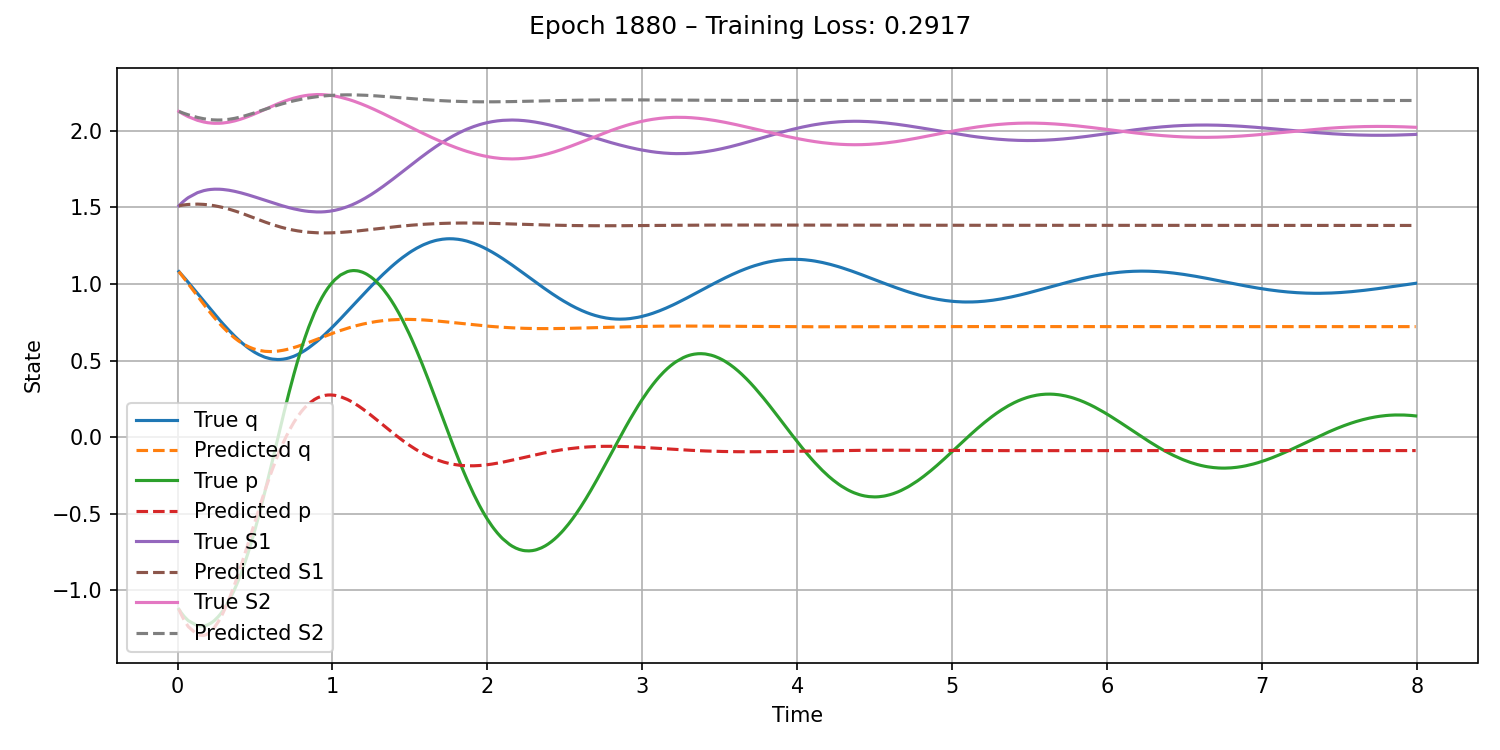 Epoch 1880 – Training Loss: 0.2917
State
2.0
1.5
1.0
0.5
0.0
−0.5
−1.0
True q
Predicted q
True p
Predicted p
True S1
Predicted S1
True S2
Predicted S2
0 1 2 3 4 5 6 7 8
Time